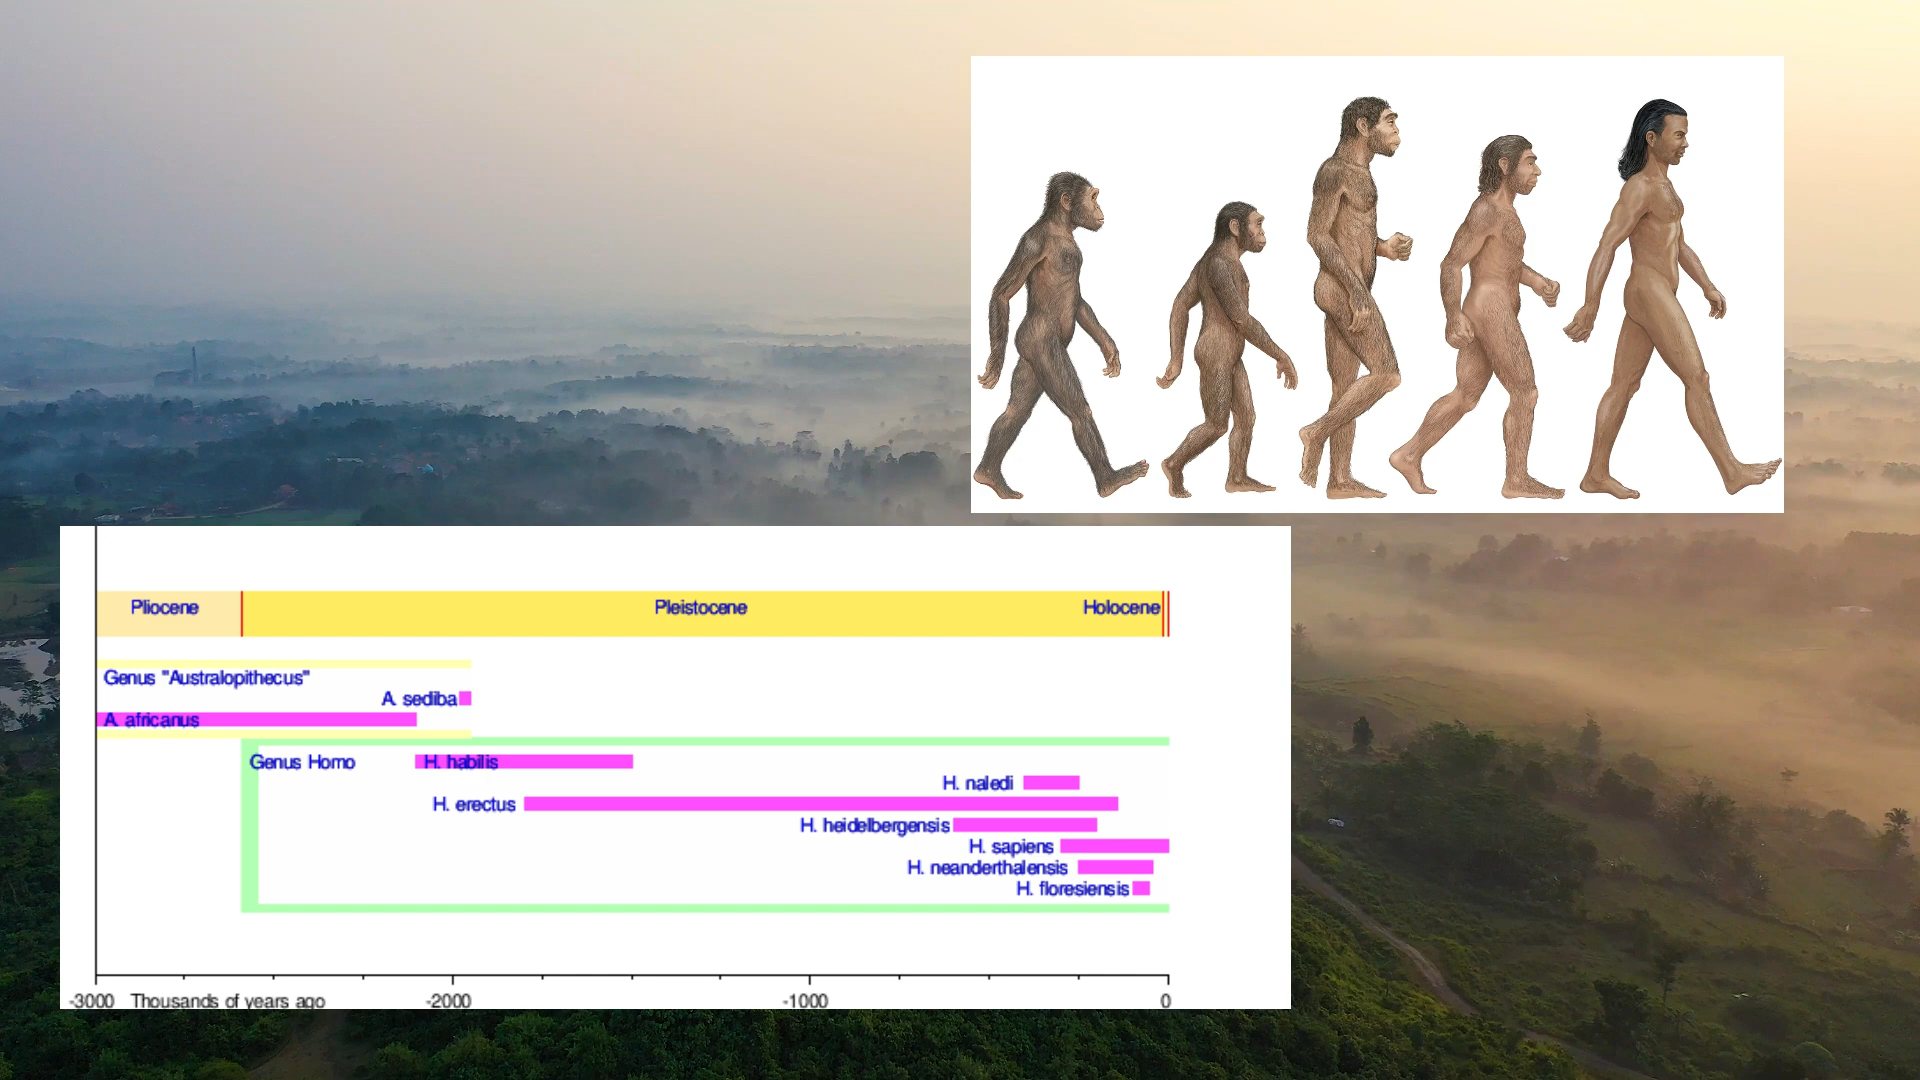 Pliocene Pleistocene Holocene
Genus "Australopithecus"
A. sediba
A. africanus
Genus Homo H. habilis
H. naledi
H. erectus
H. heidelbergensis
H. sapiens
H. neanderthalensis
H. floresiensis
-3000 Thousands of years ago -2000 -1000 0